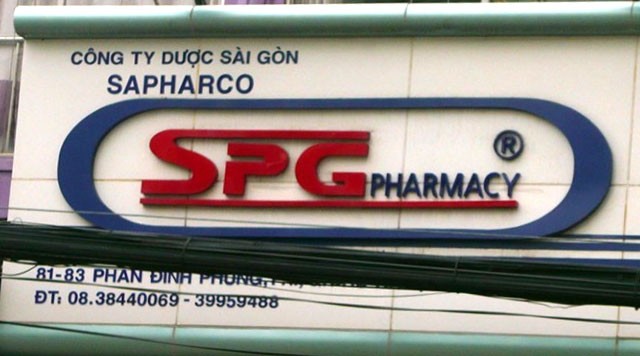 CÔNG TY DƯỢC SÀI GÒN
SAPHARCO
SPG PHARMACY ®
81-83 PHAN ĐÌNH PHÙNG,
ĐT: 08.38440069 - 39959488